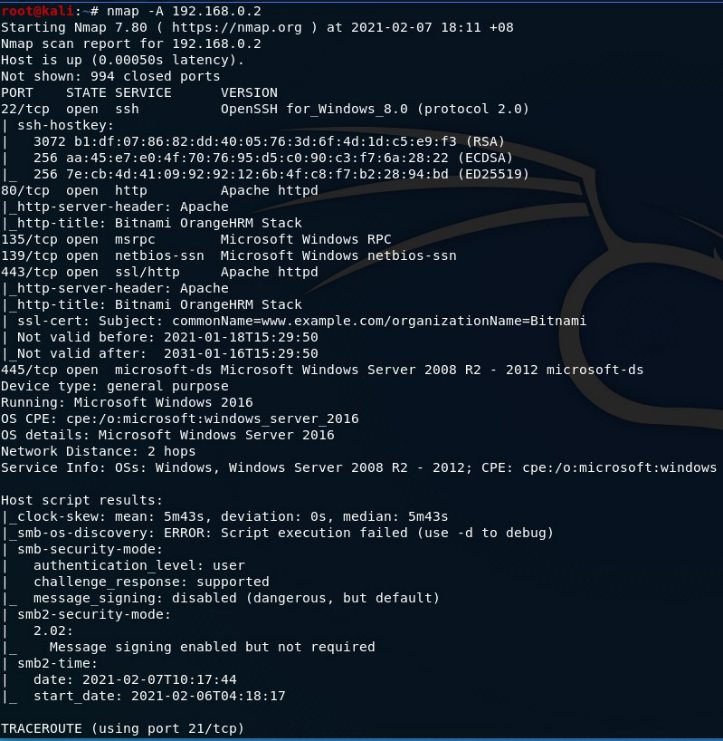 root@kali:~# nmap -A 192.168.0.2
Starting Nmap 7.80 ( https://nmap.org ) at 2021-02-07 18:11 +08
Nmap scan report for 192.168.0.2
Host is up (0.00050s latency).
Not shown: 994 closed ports
PORT    STATE SERVICE      VERSION
22/tcp  open  ssh          OpenSSH for_Windows_8.0 (protocol 2.0)
| ssh-hostkey:
|   3072 b1:df:07:86:82:dd:40:05:76:3d:6f:4d:1d:c5:e9:f3 (RSA)
|   256 aa:45:e7:e0:4f:70:76:95:d5:c0:90:c3:f7:6a:28:22 (ECDSA)
|_  256 7e:cb:4d:41:09:92:92:12:6b:4f:c8:f7:b2:28:94:bd (ED25519)
80/tcp  open  http         Apache httpd
|_http-server-header: Apache
|_http-title: Bitnami OrangeHRM Stack
135/tcp open  msrpc        Microsoft Windows RPC
139/tcp open  netbios-ssn  Microsoft Windows netbios-ssn
443/tcp open  ssl/http     Apache httpd
|_http-server-header: Apache
|_http-title: Bitnami OrangeHRM Stack
| ssl-cert: Subject: commonName=www.example.com/organizationName=Bitnami
| Not valid before: 2021-01-18T15:29:50
|_Not valid after:  2031-01-16T15:29:50
445/tcp open  microsoft-ds Microsoft Windows Server 2008 R2 - 2012 microsoft-ds
Device type: general purpose
Running: Microsoft Windows 2016
OS CPE: cpe:/o:microsoft:windows_server_2016
OS details: Microsoft Windows Server 2016
Network Distance: 2 hops
Service Info: OSs: Windows, Windows Server 2008 R2 - 2012; CPE: cpe:/o:microsoft:windows

Host script results:
|_clock-skew: mean: 5m43s, deviation: 0s, median: 5m43s
|_smb-os-discovery: ERROR: Script execution failed (use -d to debug)
| smb-security-mode:
|   authentication_level: user
|   challenge_response: supported
|_  message_signing: disabled (dangerous, but default)
| smb2-security-mode:
|   2.02:
|_    Message signing enabled but not required
| smb2-time:
|   date: 2021-02-07T10:17:44
|_  start_date: 2021-02-06T04:18:17

TRACEROUTE (using port 21/tcp)